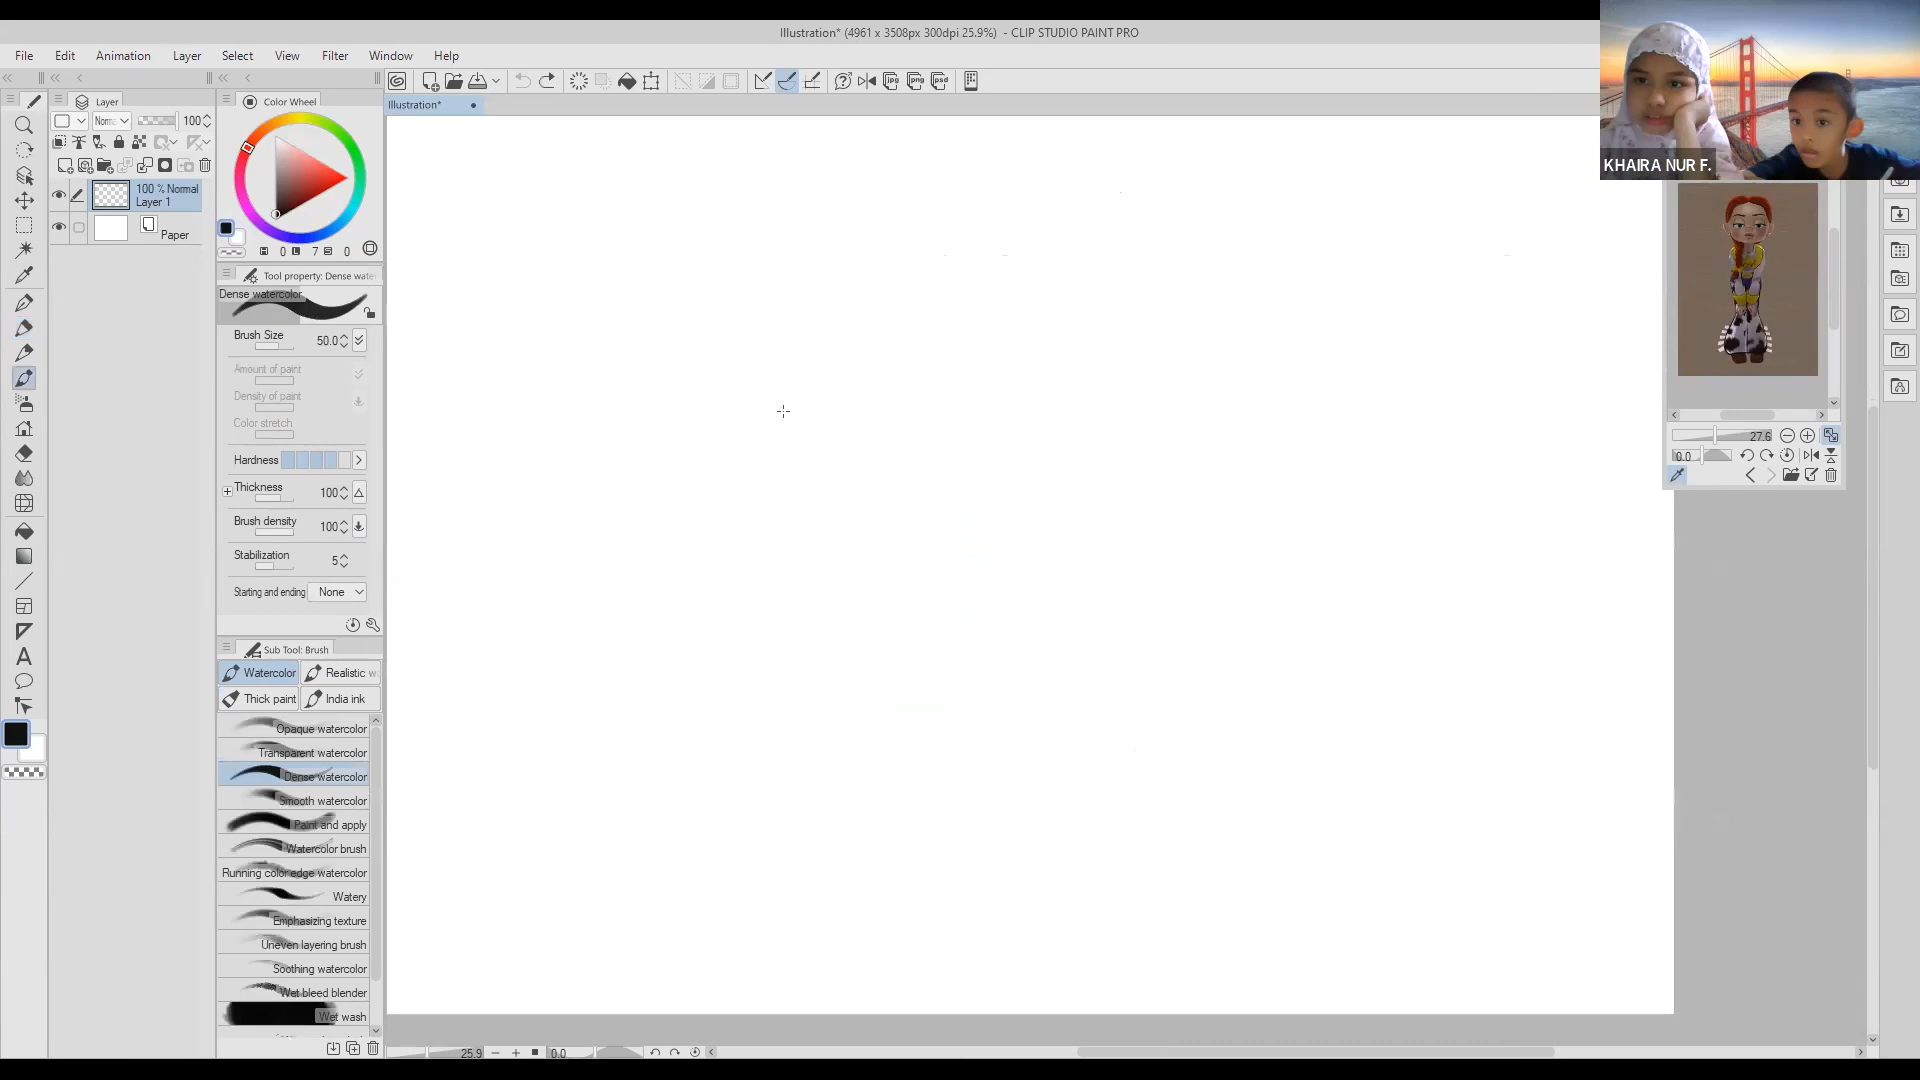 Illustration* (4961 x 3508px 300dpi 25.9%) - CLIP STUDIO PAINT PRO
File Edit Animation Layer Select View Filter Window Help
Layer
Color Wheel
Illustration*
100
100 % Normal
Layer 1
Paper
H 0 L 7 S 0
KHAIRA NUR F.
Tool property: Dense wate
Dense watercolor
Brush Size 50.0
Amount of paint
Density of paint
Color stretch
Hardness
Thickness 100
Brush density 100
Stabilization 5
Starting and ending None
27.6
0.0
Sub Tool: Brush
Watercolor Realistic w
Thick paint India ink
Opaque watercolor
Transparent watercolor
Dense watercolor
Smooth watercolor
Paint and apply
Watercolor brush
Running color edge watercolor
Watery
Emphasizing texture
Uneven layering brush
Soothing watercolor
Wet bleed blender
Wet wash
25.9 0.0